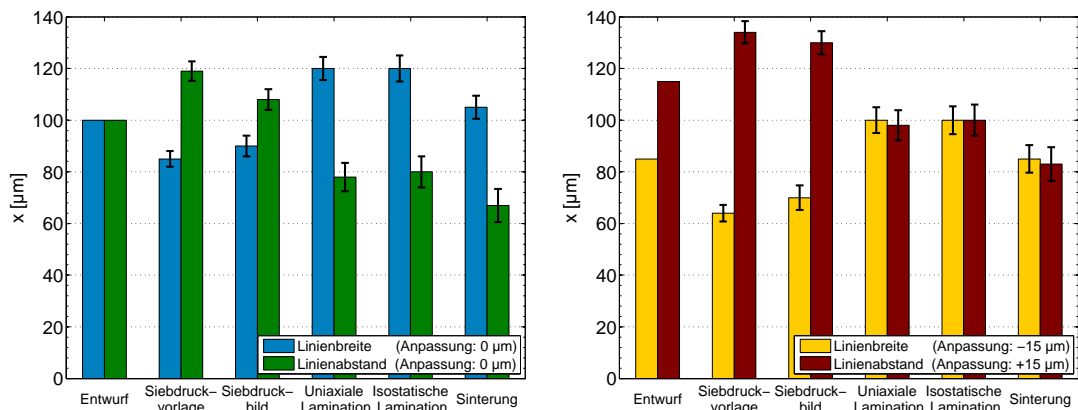 140
120
100
80
60
40
20
0
x [µm]
Linienbreite (Anpassung: 0 µm)
Linienabstand (Anpassung: 0 µm)
Entwurf
Siebdruck–
vorlage
Siebdruck–
bild
Uniaxiale
Lamination
Isostatische
Lamination
Sinterung
140
120
100
80
60
40
20
0
x [µm]
Linienbreite (Anpassung: −15 µm)
Linienabstand (Anpassung: +15 µm)
Entwurf
Siebdruck–
vorlage
Siebdruck–
bild
Uniaxiale
Lamination
Isostatische
Lamination
Sinterung